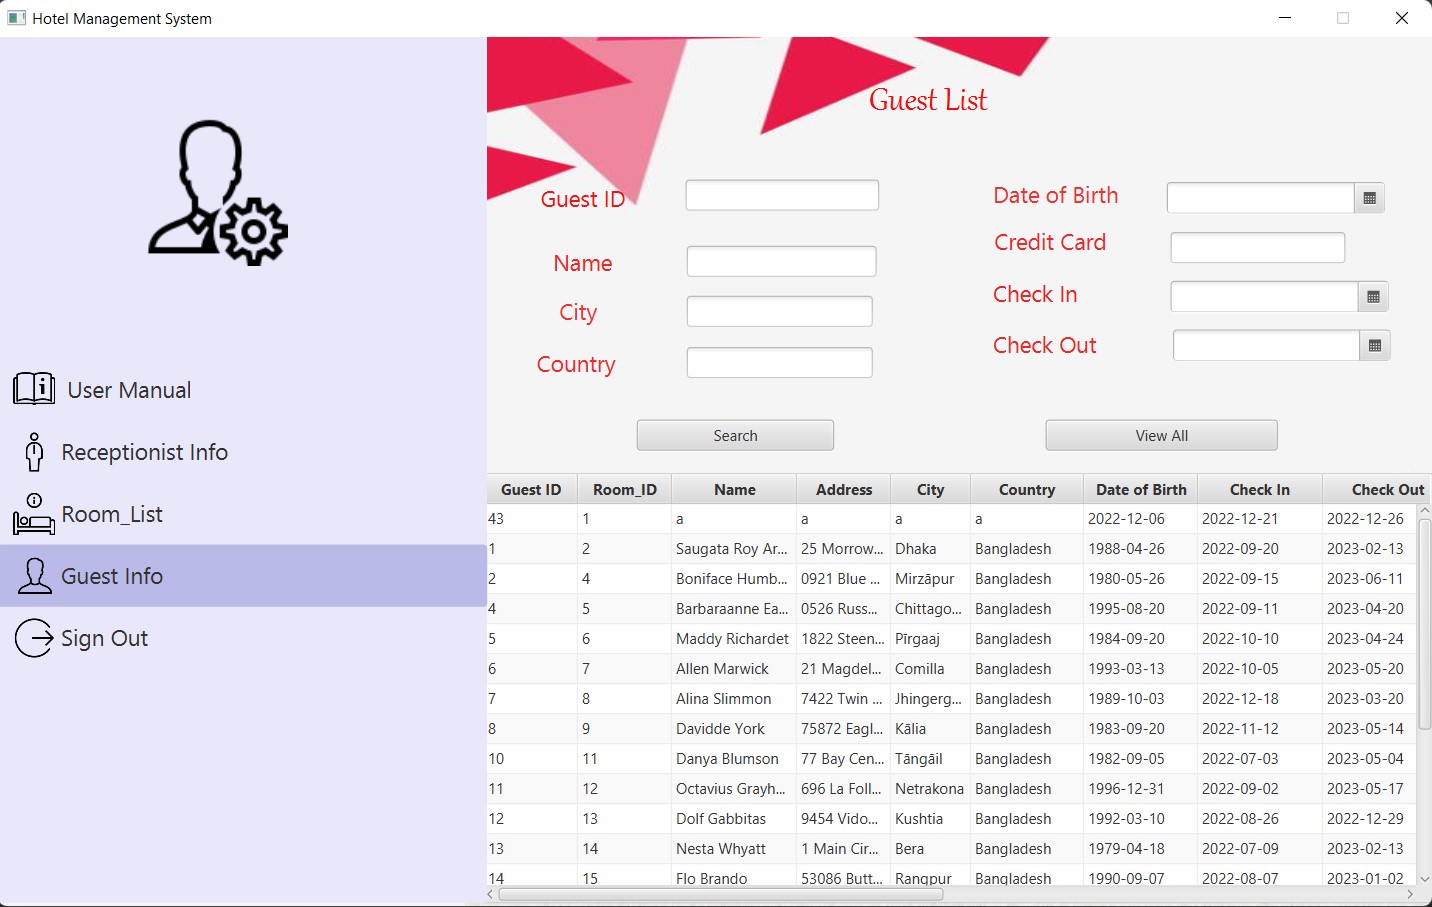 Hotel Management System
User Manual
Receptionist Info
Room_List
Guest Info
Sign Out
Guest List
Guest ID
Name
City
Country
Date of Birth
Credit Card
Check In
Check Out
Search
View All
Guest ID Room_ID Name Address City Country Date of Birth Check In Check Out
43 1 a a a a 2022-12-06 2022-12-21 2022-12-26
1 2 Saugata Roy Ar... 25 Morrow... Dhaka Bangladesh 1988-04-26 2022-09-20 2023-02-13
2 4 Boniface Humb... 0921 Blue ... Mirzāpur Bangladesh 1980-05-26 2022-09-15 2023-06-11
4 5 Barbaraanne Ea... 0526 Russ... Chittago... Bangladesh 1995-08-20 2022-09-11 2023-04-20
5 6 Maddy Richardet 1822 Steen... Pīrgaaj Bangladesh 1984-09-20 2022-10-10 2023-04-24
6 7 Allen Marwick 21 Magdel... Comilla Bangladesh 1993-03-13 2022-10-05 2023-05-20
7 8 Alina Slimmon 7422 Twin ... Jhingerg... Bangladesh 1989-10-03 2022-12-18 2023-03-20
8 9 Davidde York 75872 Eagl... Kālia Bangladesh 1983-09-20 2022-11-12 2023-05-14
10 11 Danya Blumson 77 Bay Cen... Tāngāil Bangladesh 1982-09-05 2022-07-03 2023-05-04
11 12 Octavius Grayh... 696 La Foll... Netrakona Bangladesh 1996-12-31 2022-09-02 2023-05-17
12 13 Dolf Gabbitas 9454 Vido... Kushtia Bangladesh 1992-03-10 2022-08-26 2022-12-29
13 14 Nesta Whyatt 1 Main Cir... Bera Bangladesh 1979-04-18 2022-07-09 2023-02-13
14 15 Flo Brando 53086 Butt... Rangpur Bangladesh 1990-09-07 2022-08-07 2023-01-02